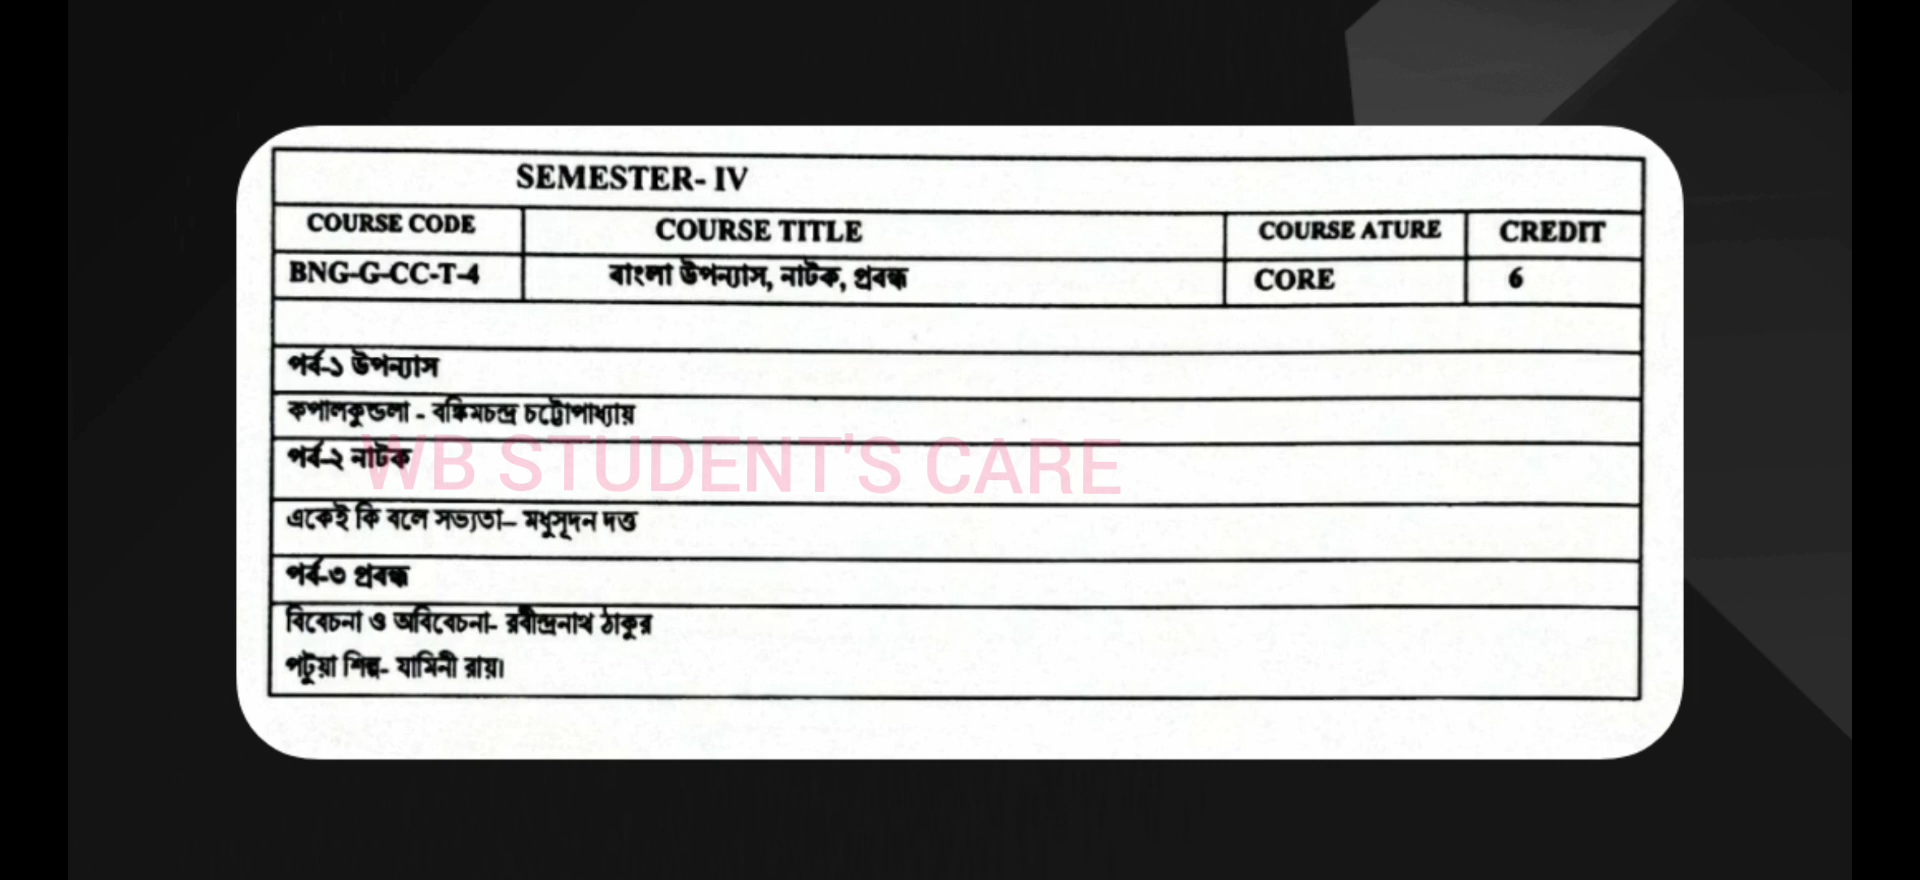 SEMESTER- IV
COURSE CODE COURSE TITLE COURSE ATURE CREDIT
BNG-G-CC-T-4 বাংলা উপন্যাস, নাটক, প্রবন্ধ CORE 6
পর্ব-১ উপন্যাস
কপালকুন্ডলা - বঙ্কিমচন্দ্র চট্টোপাধ্যায়
পর্ব-২ নাটক
WB STUDENT'S CARE
একেই কি বলে সভ্যতা– মধুসূদন দত্ত
পর্ব-৩ প্রবন্ধ
বিবেচনা ও অবিবেচনা- রবীন্দ্রনাথ ঠাকুর
পটুয়া শিল্প- যামিনী রায়।